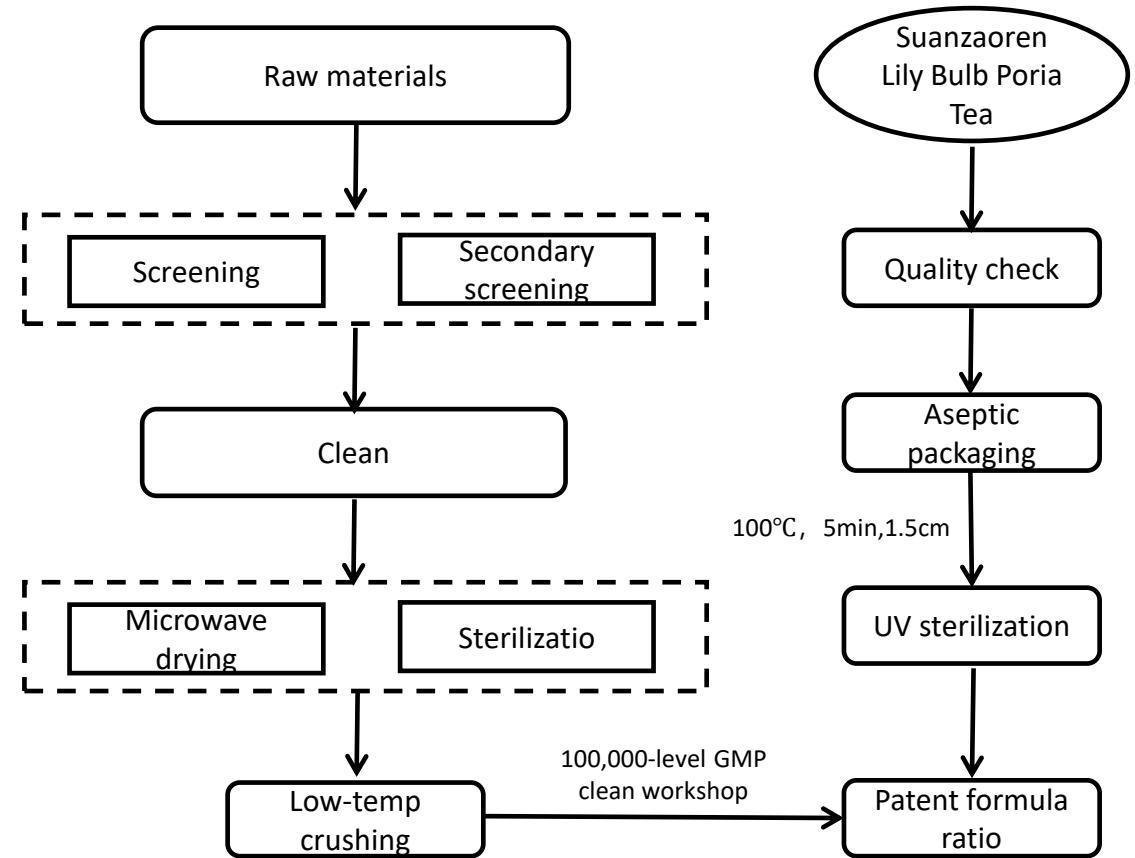 Raw materials
Screening
Secondary
screening
Clean
Microwave
drying
Sterilizatio
Low-temp
crushing
100,000-level GMP
clean workshop
Suanzaoren
Lily Bulb Poria
Tea
Quality check
Aseptic
packaging
100℃，5min,1.5cm
UV sterilization
Patent formula
ratio